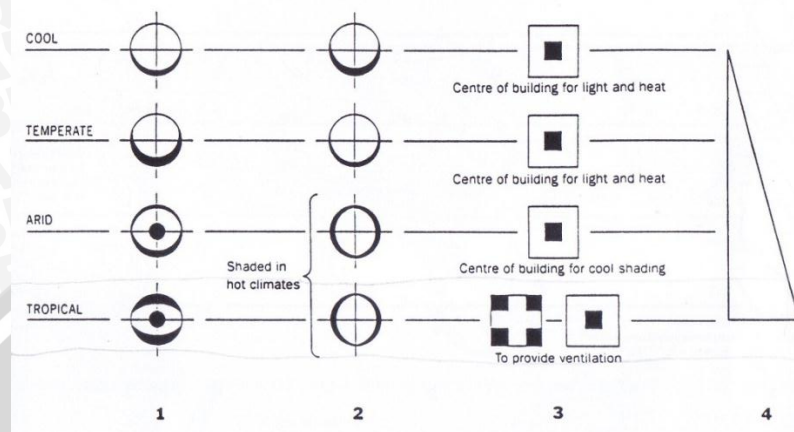 COOL
Centre of building for light and heat
TEMPERATE
Centre of building for light and heat
ARID
Centre of building for cool shading
Shaded in
hot climates
TROPICAL
To provide ventilation
1 2 3 4